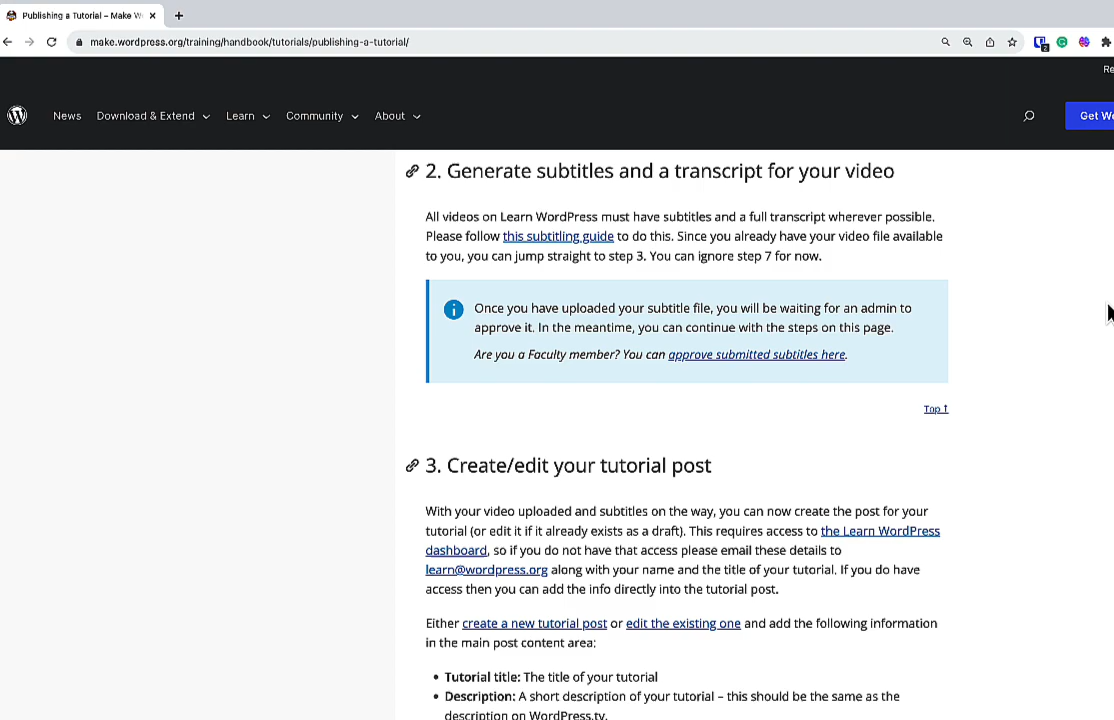 Publishing a Tutorial – Make W
make.wordpress.org/training/handbook/tutorials/publishing-a-tutorial/
2
Re
News Download & Extend Learn Community About
Get W
2. Generate subtitles and a transcript for your video
All videos on Learn WordPress must have subtitles and a full transcript wherever possible.
Please follow this subtitling guide to do this. Since you already have your video file available
to you, you can jump straight to step 3. You can ignore step 7 for now.
Once you have uploaded your subtitle file, you will be waiting for an admin to
approve it. In the meantime, you can continue with the steps on this page.
Are you a Faculty member? You can approve submitted subtitles here.
Top ↑
3. Create/edit your tutorial post
With your video uploaded and subtitles on the way, you can now create the post for your
tutorial (or edit it if it already exists as a draft). This requires access to the Learn WordPress
dashboard, so if you do not have that access please email these details to
learn@wordpress.org along with your name and the title of your tutorial. If you do have
access then you can add the info directly into the tutorial post.
Either create a new tutorial post or edit the existing one and add the following information
in the main post content area:
• Tutorial title: The title of your tutorial
• Description: A short description of your tutorial – this should be the same as the
description on WordPress.tv.